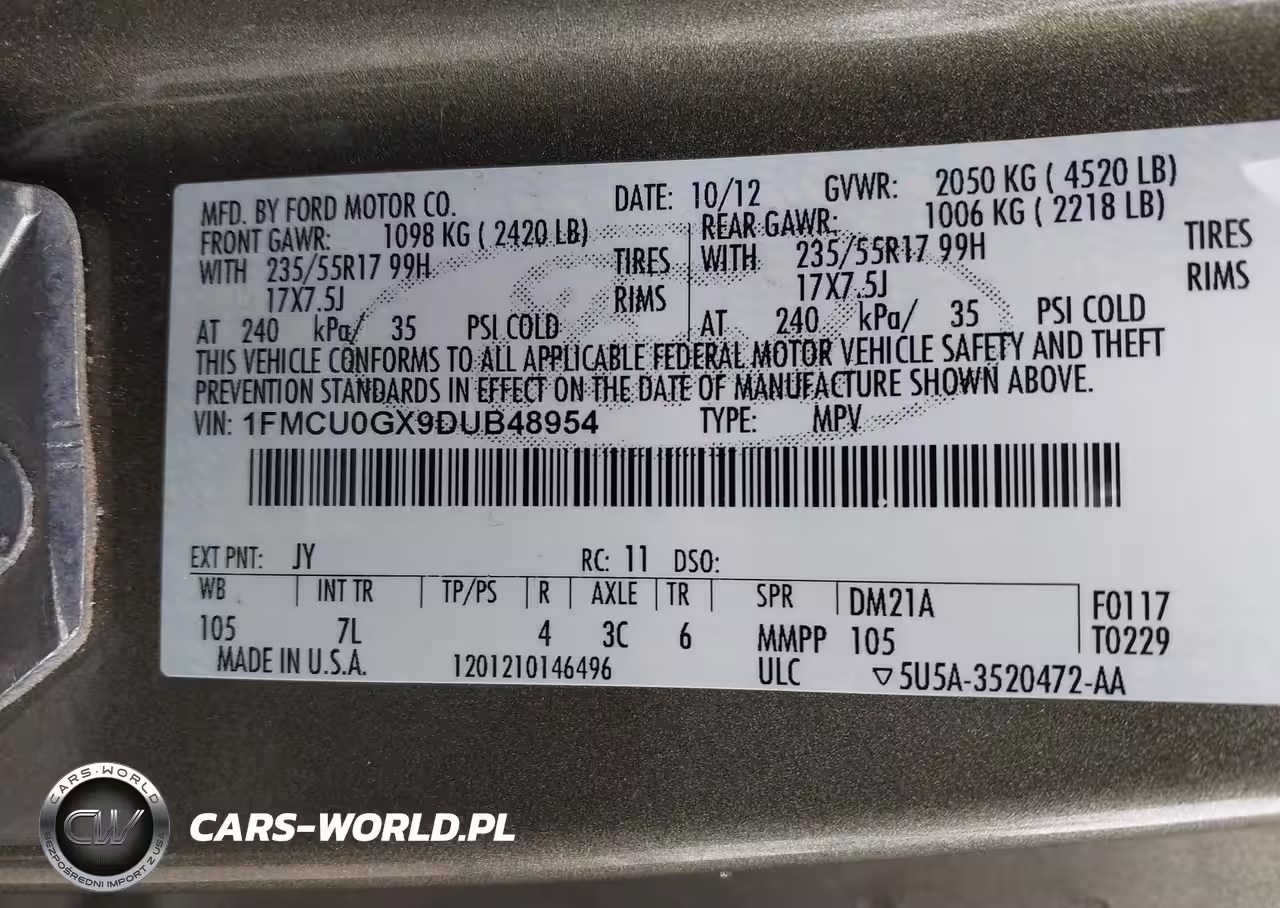 MFD. BY FORD MOTOR CO. DATE: 10/12 GVWR: 2050 KG ( 4520 LB)
FRONT GAWR: 1098 KG ( 2420 LB) REAR GAWR: 1006 KG ( 2218 LB)
WITH 235/55R17 99H TIRES WITH 235/55R17 99H TIRES
17X7.5J RIMS 17X7.5J RIMS
AT 240 kPa/ 35 PSI COLD AT 240 kPa/ 35 PSI COLD
THIS VEHICLE CONFORMS TO ALL APPLICABLE FEDERAL MOTOR VEHICLE SAFETY AND THEFT
PREVENTION STANDARDS IN EFFECT ON THE DATE OF MANUFACTURE SHOWN ABOVE.
VIN: 1FMCU0GX9DUB48954 TYPE: MPV
EXT PNT: JY RC: 11 DSO:
WB INT TR TP/PS R AXLE TR SPR DM21A F0117
105 7L 4 3C 6 MMPP 105 T0229
MADE IN U.S.A. 1201210146496 ULC ▽5U5A-3520472-AA
CARS-WORLD
CW
BEZPOŚREDNI IMPORT Z USA
CARS-WORLD.PL